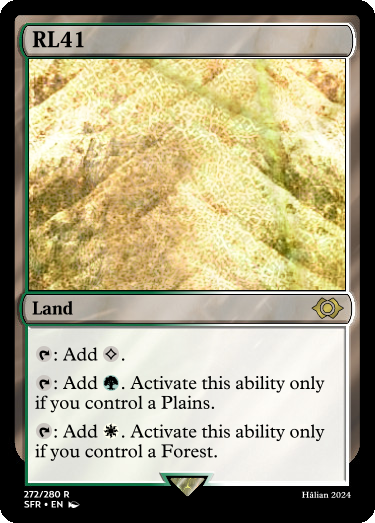 RL41
Land
: Add .
: Add . Activate this ability only
if you control a Plains.
: Add . Activate this ability only
if you control a Forest.
272/280 R
SFR • EN
Hâlian 2024